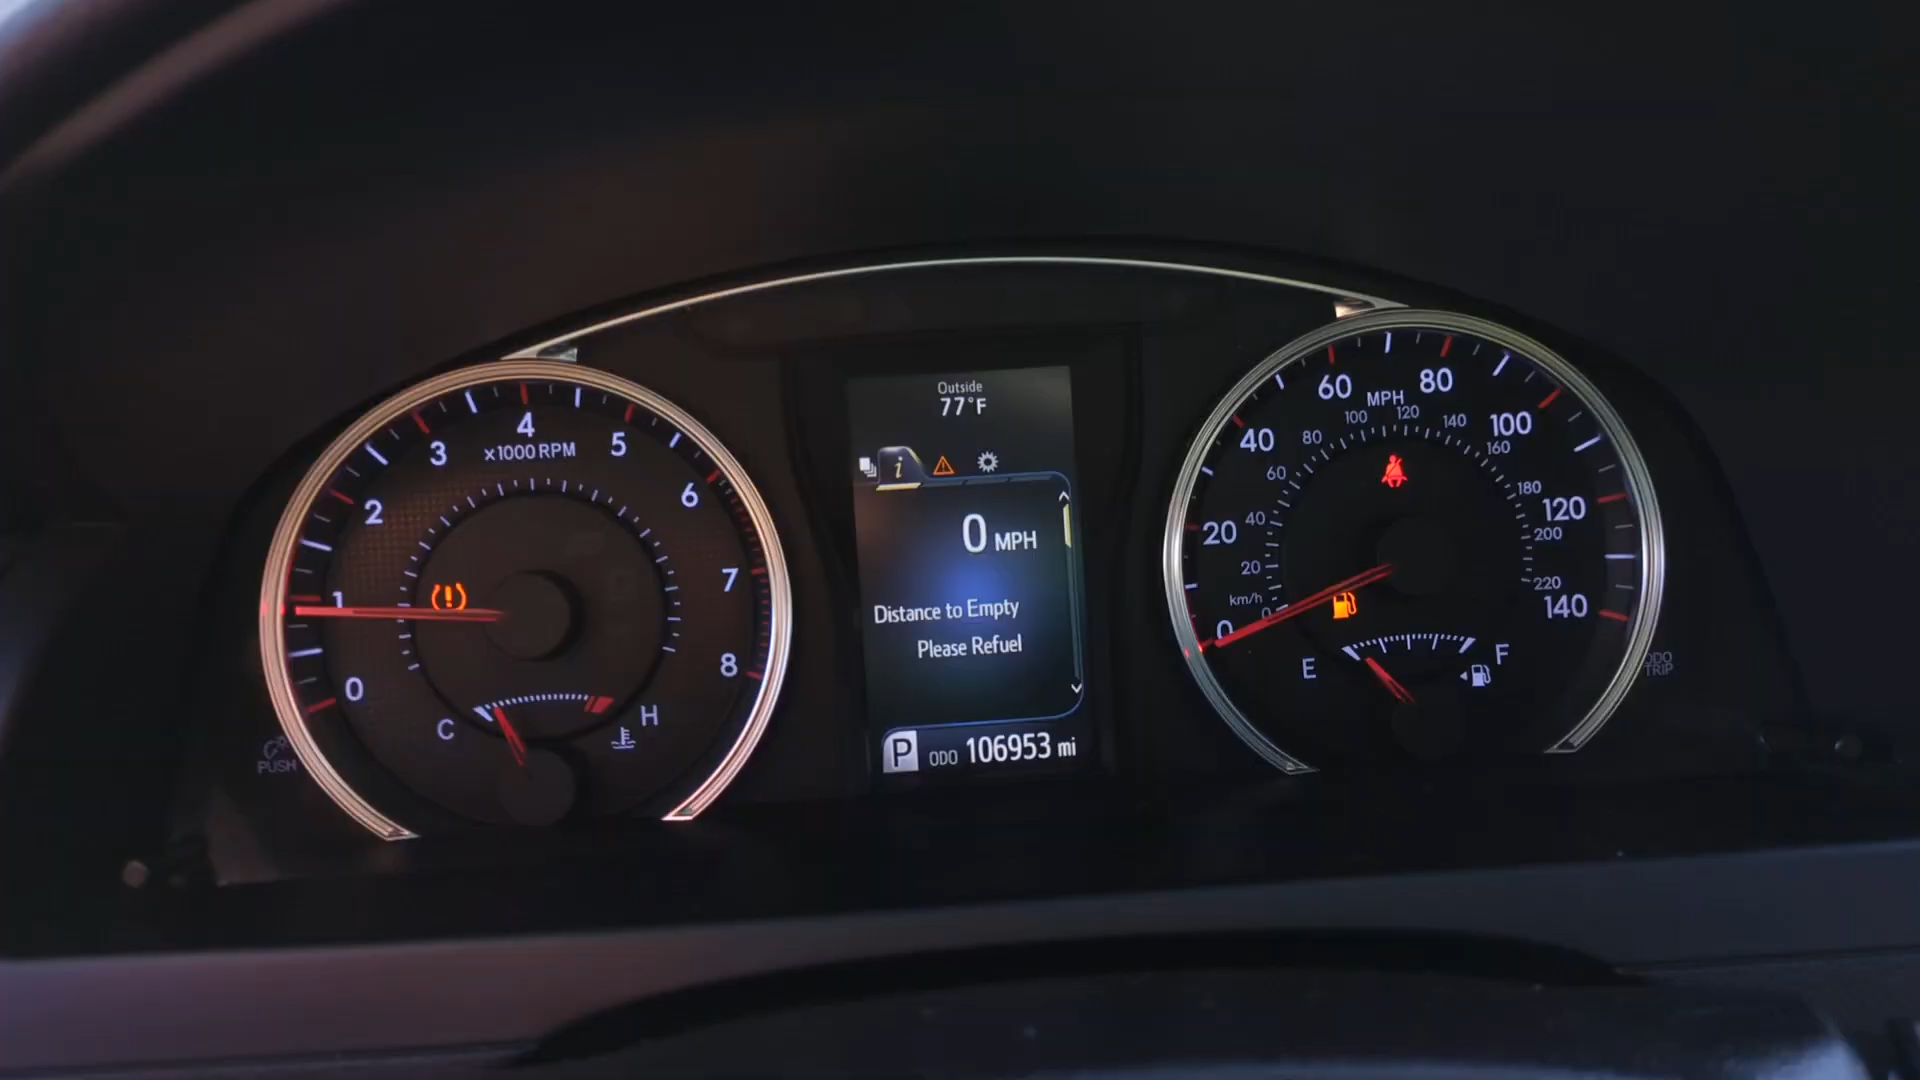 Outside
77°F
i
0 MPH
Distance to Empty
Please Refuel
P ODO 106953 mi
0
1
2
3
4
5
6
7
8
x1000 RPM
C
H
PUSH
0
20
40
60
80
100
120
140
MPH
km/h
0
20
40
60
80
100
120
140
160
180
200
220
E
F
ODO
TRIP